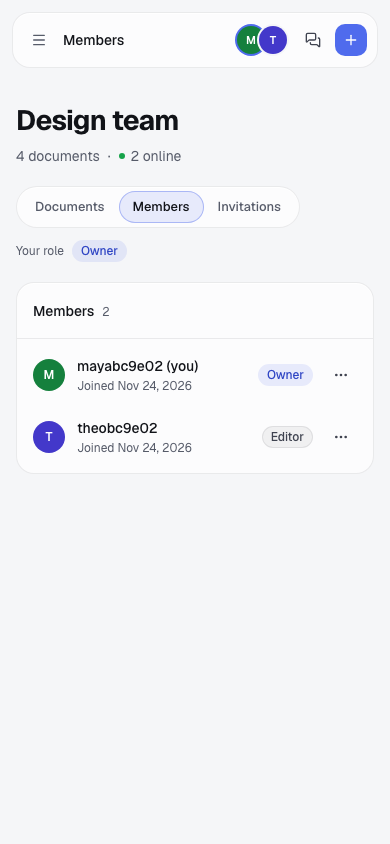 Members
M T
Design team
4 documents · 2 online
Documents Members Invitations
Your role Owner
Members 2
M mayabc9e02 (you) Owner
Joined Nov 24, 2026
T theobc9e02 Editor
Joined Nov 24, 2026